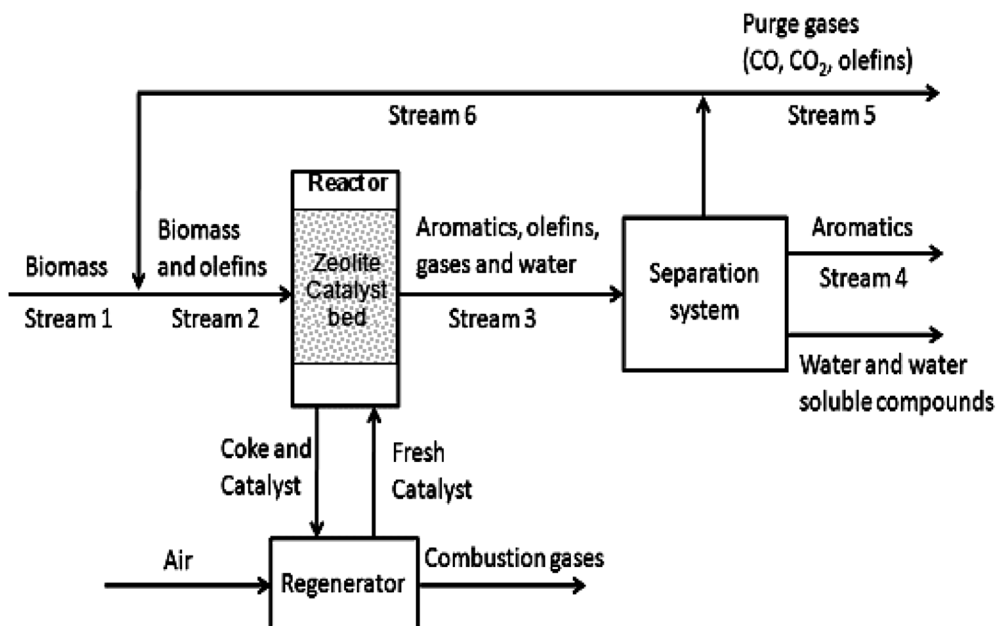 Purge gases
(CO, CO₂, olefins)
Stream 6
Stream 5
Reactor
Biomass
Biomass
and olefins
Zeolite
Catalyst
bed
Aromatics, olefins,
gases and water
Separation
system
Aromatics
Stream 4
Stream 1
Stream 2
Stream 3
Water and water
soluble compounds
Coke and
Catalyst
Fresh
Catalyst
Air
Regenerator
Combustion gases